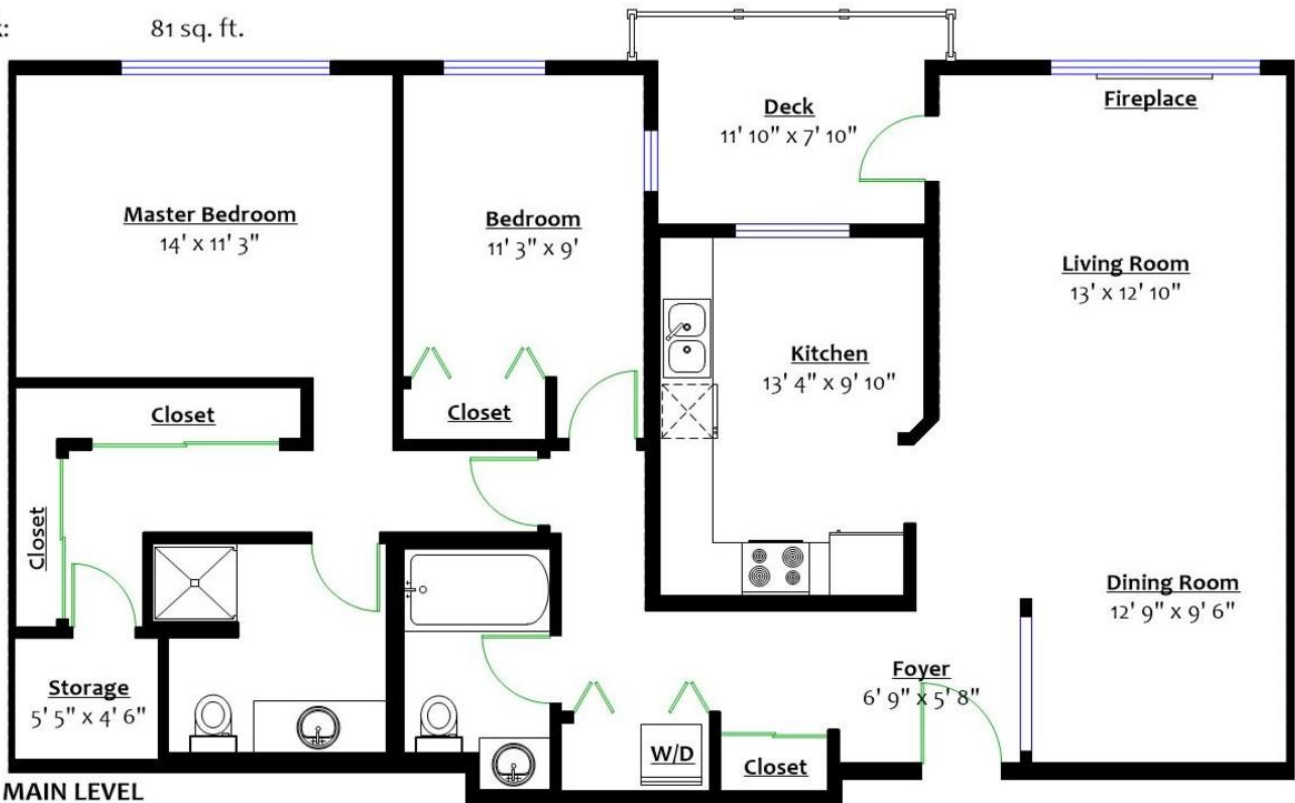 81 sq. ft.
Deck
11' 10" x 7' 10"
Fireplace
Master Bedroom
14' x 11' 3"
Bedroom
11' 3" x 9'
Living Room
13' x 12' 10"
Kitchen
13' 4" x 9' 10"
Closet
Closet
Closet
Dining Room
12' 9" x 9' 6"
Foyer
6' 9" x 5' 8"
Storage
5' 5" x 4' 6"
W/D
Closet
MAIN LEVEL